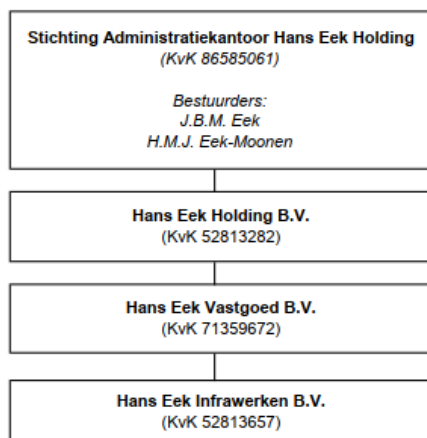 Stichting Administratiekantoor Hans Eek Holding
(KvK 86585061)
Bestuurders:
J.B.M. Eek
H.M.J. Eek-Moonen
Hans Eek Holding B.V.
(KvK 52813282)
Hans Eek Vastgoed B.V.
(KvK 71359672)
Hans Eek Infrawerken B.V.
(KvK 52813657)